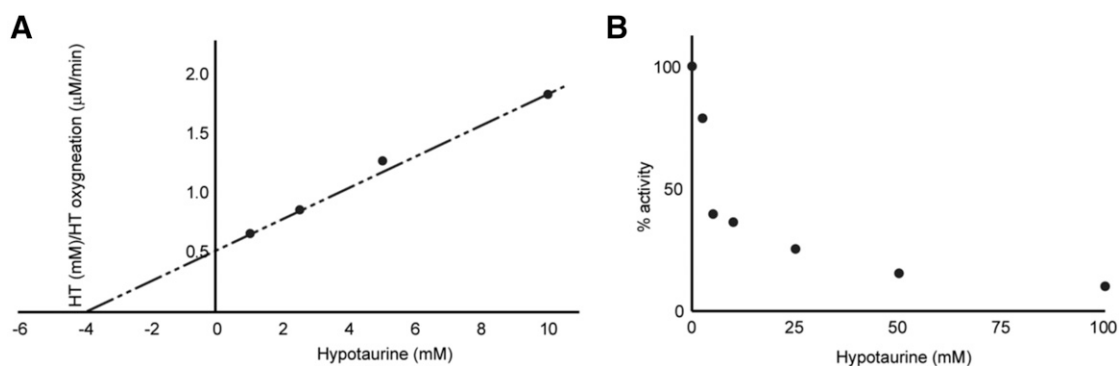 A
HT (mM)/HT oxygneation (μM/min)
2.0
1.5
1.0
0.5
-6 -4 -2 0 2 4 6 8 10
Hypotaurine (mM)
B
% activity
100
50
0
0 25 50 75 100
Hypotaurine (mM)